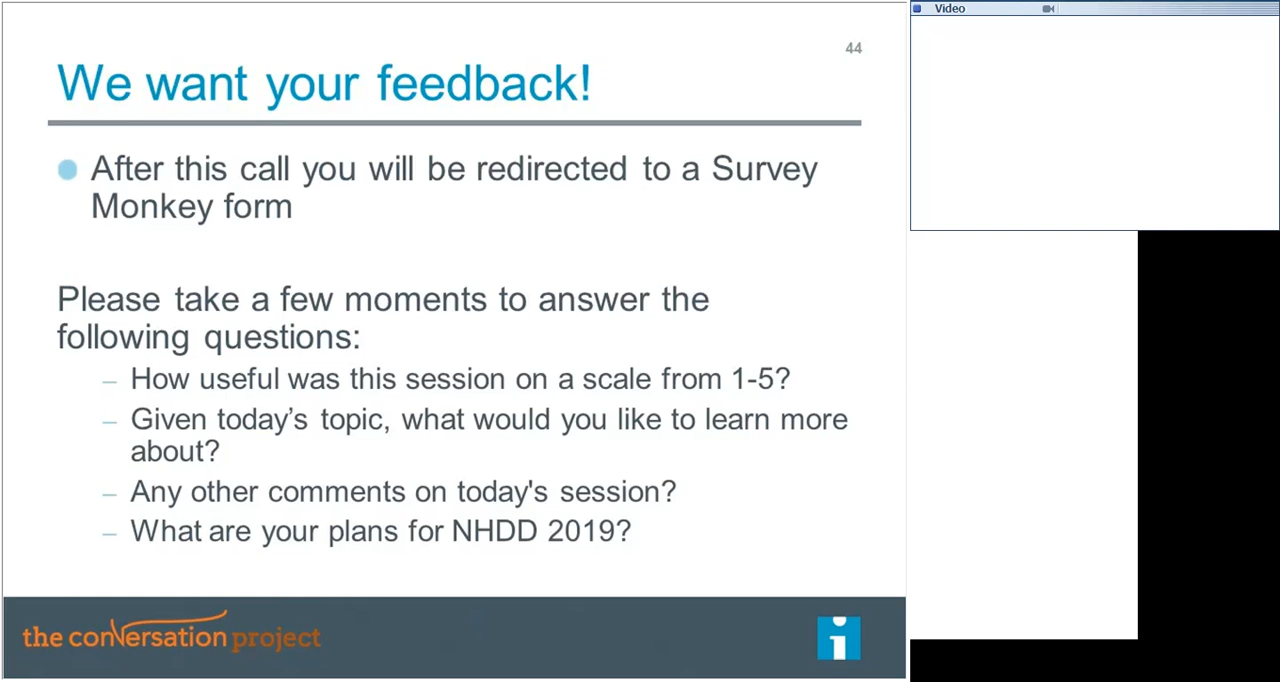 Video
44
We want your feedback!
After this call you will be redirected to a Survey
Monkey form
Please take a few moments to answer the
following questions:
– How useful was this session on a scale from 1-5?
– Given today’s topic, what would you like to learn more
about?
– Any other comments on today's session?
– What are your plans for NHDD 2019?
the conversation project
i